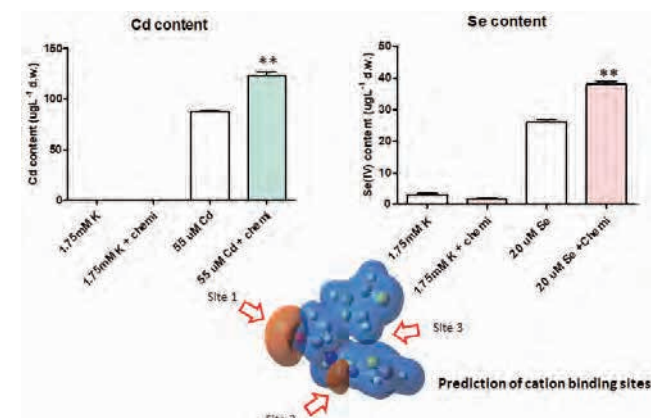 Cd content
Cd content (ugL⁻¹ d.w.)
150
100
50
0
**
1.75mM K
1.75mM K + chemi
55 uM Cd
55 uM Cd + chemi
Se content
Se(IV) content (ugL⁻¹ d.w.)
50
40
30
20
10
0
**
1.75mM K
1.75mM K + chemi
20 uM Se
20 uM Se +Chemi
Site 1
Site 3
Prediction of cation binding sites